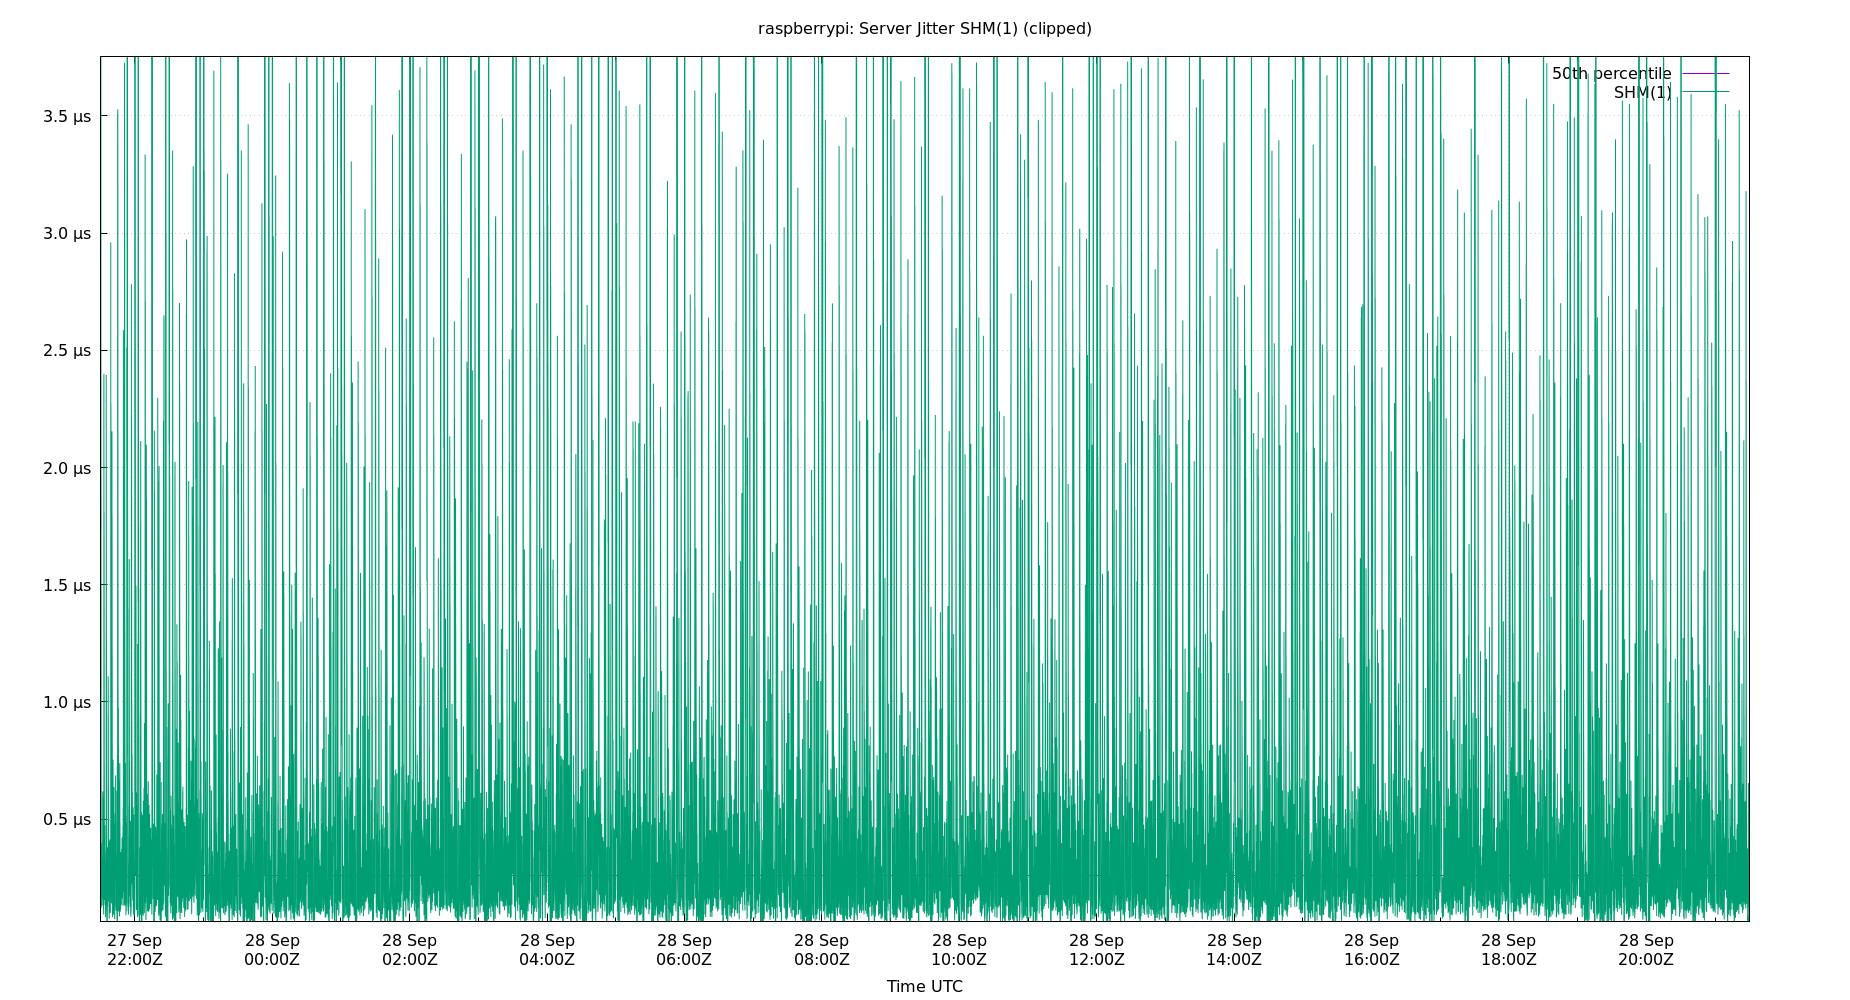 raspberrypi: Server Jitter SHM(1) (clipped)
50th percentile
SHM(1)
3.5 µs
3.0 µs
2.5 µs
2.0 µs
1.5 µs
1.0 µs
0.5 µs
27 Sep 28 Sep 28 Sep 28 Sep 28 Sep 28 Sep 28 Sep 28 Sep 28 Sep 28 Sep 28 Sep 28 Sep
22:00Z 00:00Z 02:00Z 04:00Z 06:00Z 08:00Z 10:00Z 12:00Z 14:00Z 16:00Z 18:00Z 20:00Z
Time UTC